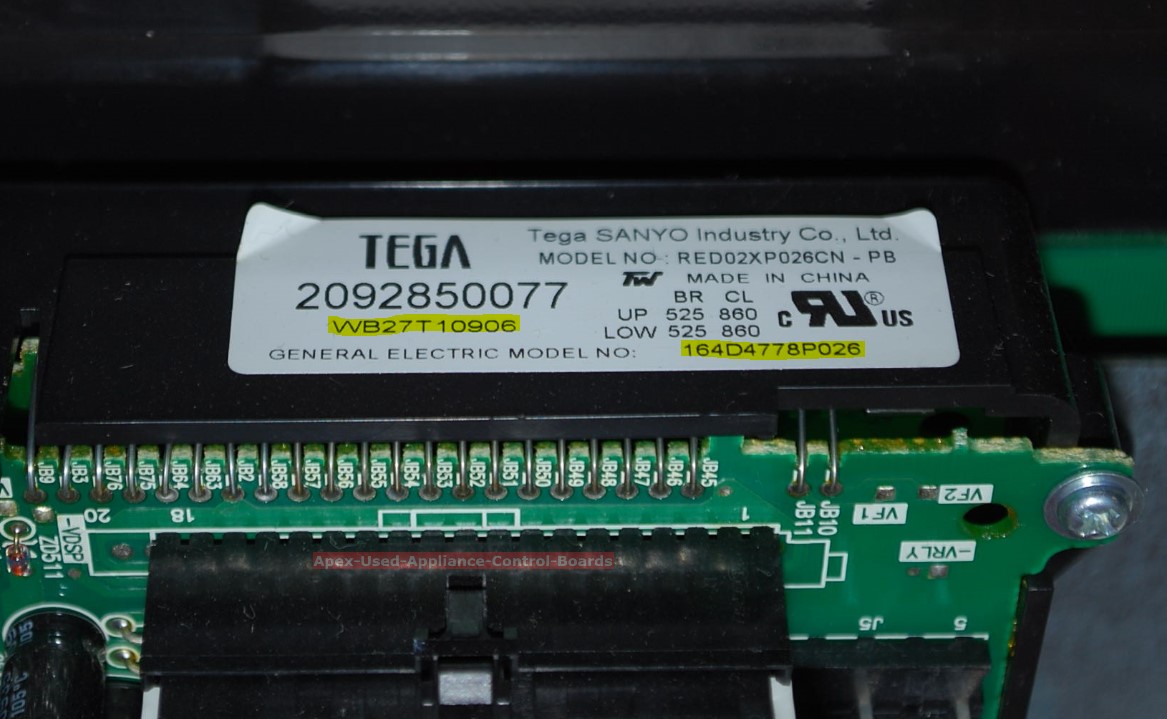 TEGA
Tega SANYO Industry Co., Ltd.
MODEL NO : RED02XP026CN - PB
MADE IN CHINA
2092850077
WB27T10906
BR CL
UP 525 860
LOW 525 860
c RU ® US
GENERAL ELECTRIC MODEL NO: 164D4778P026
JB9 JB3 JB76 JB75 JB64 JB63 JB2 JB58 JB57 JB56 JB55 JB54 JB53 JB52 JB51 JB50 JB49 JB48 JB47 JB46 JB45
JB11 JB10
VF1 VF2
20 18 1
-VDSP
ZD511
-VRLY
Apex-Used-Appliance-Control-Boards
J5 5